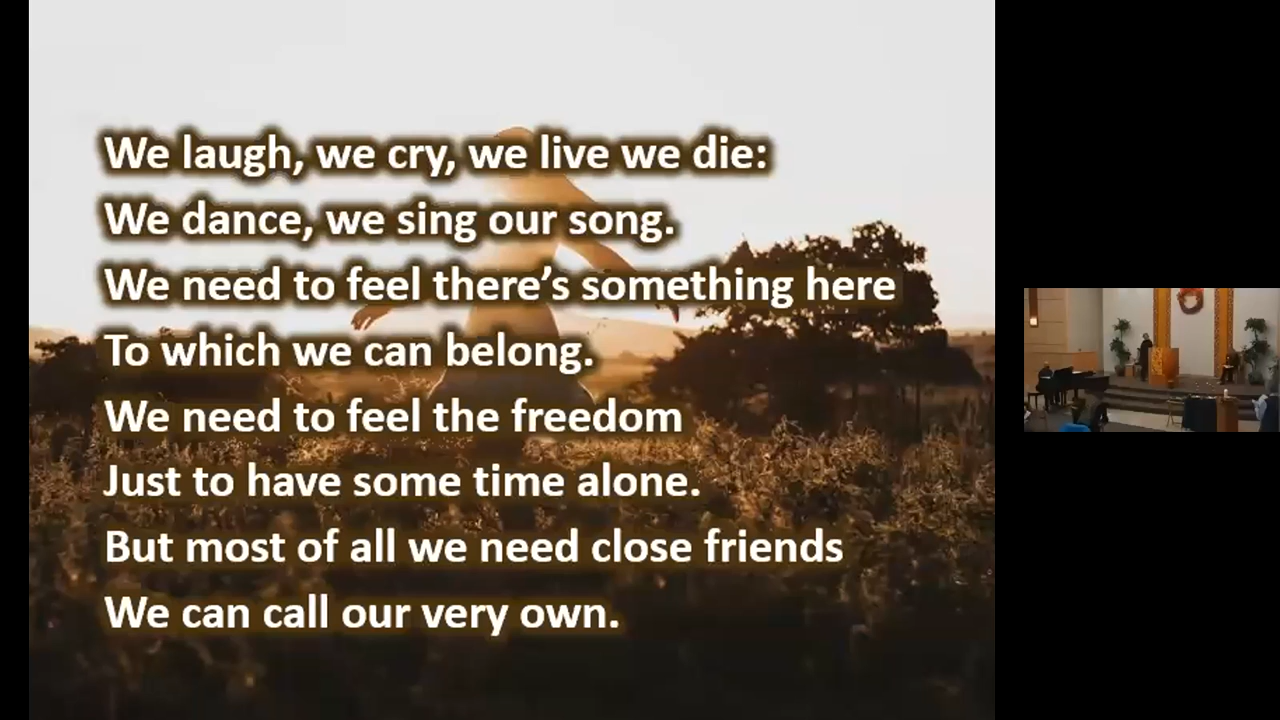 We laugh, we cry, we live we die:
We dance, we sing our song.
We need to feel there’s something here
To which we can belong.
We need to feel the freedom
Just to have some time alone.
But most of all we need close friends
We can call our very own.